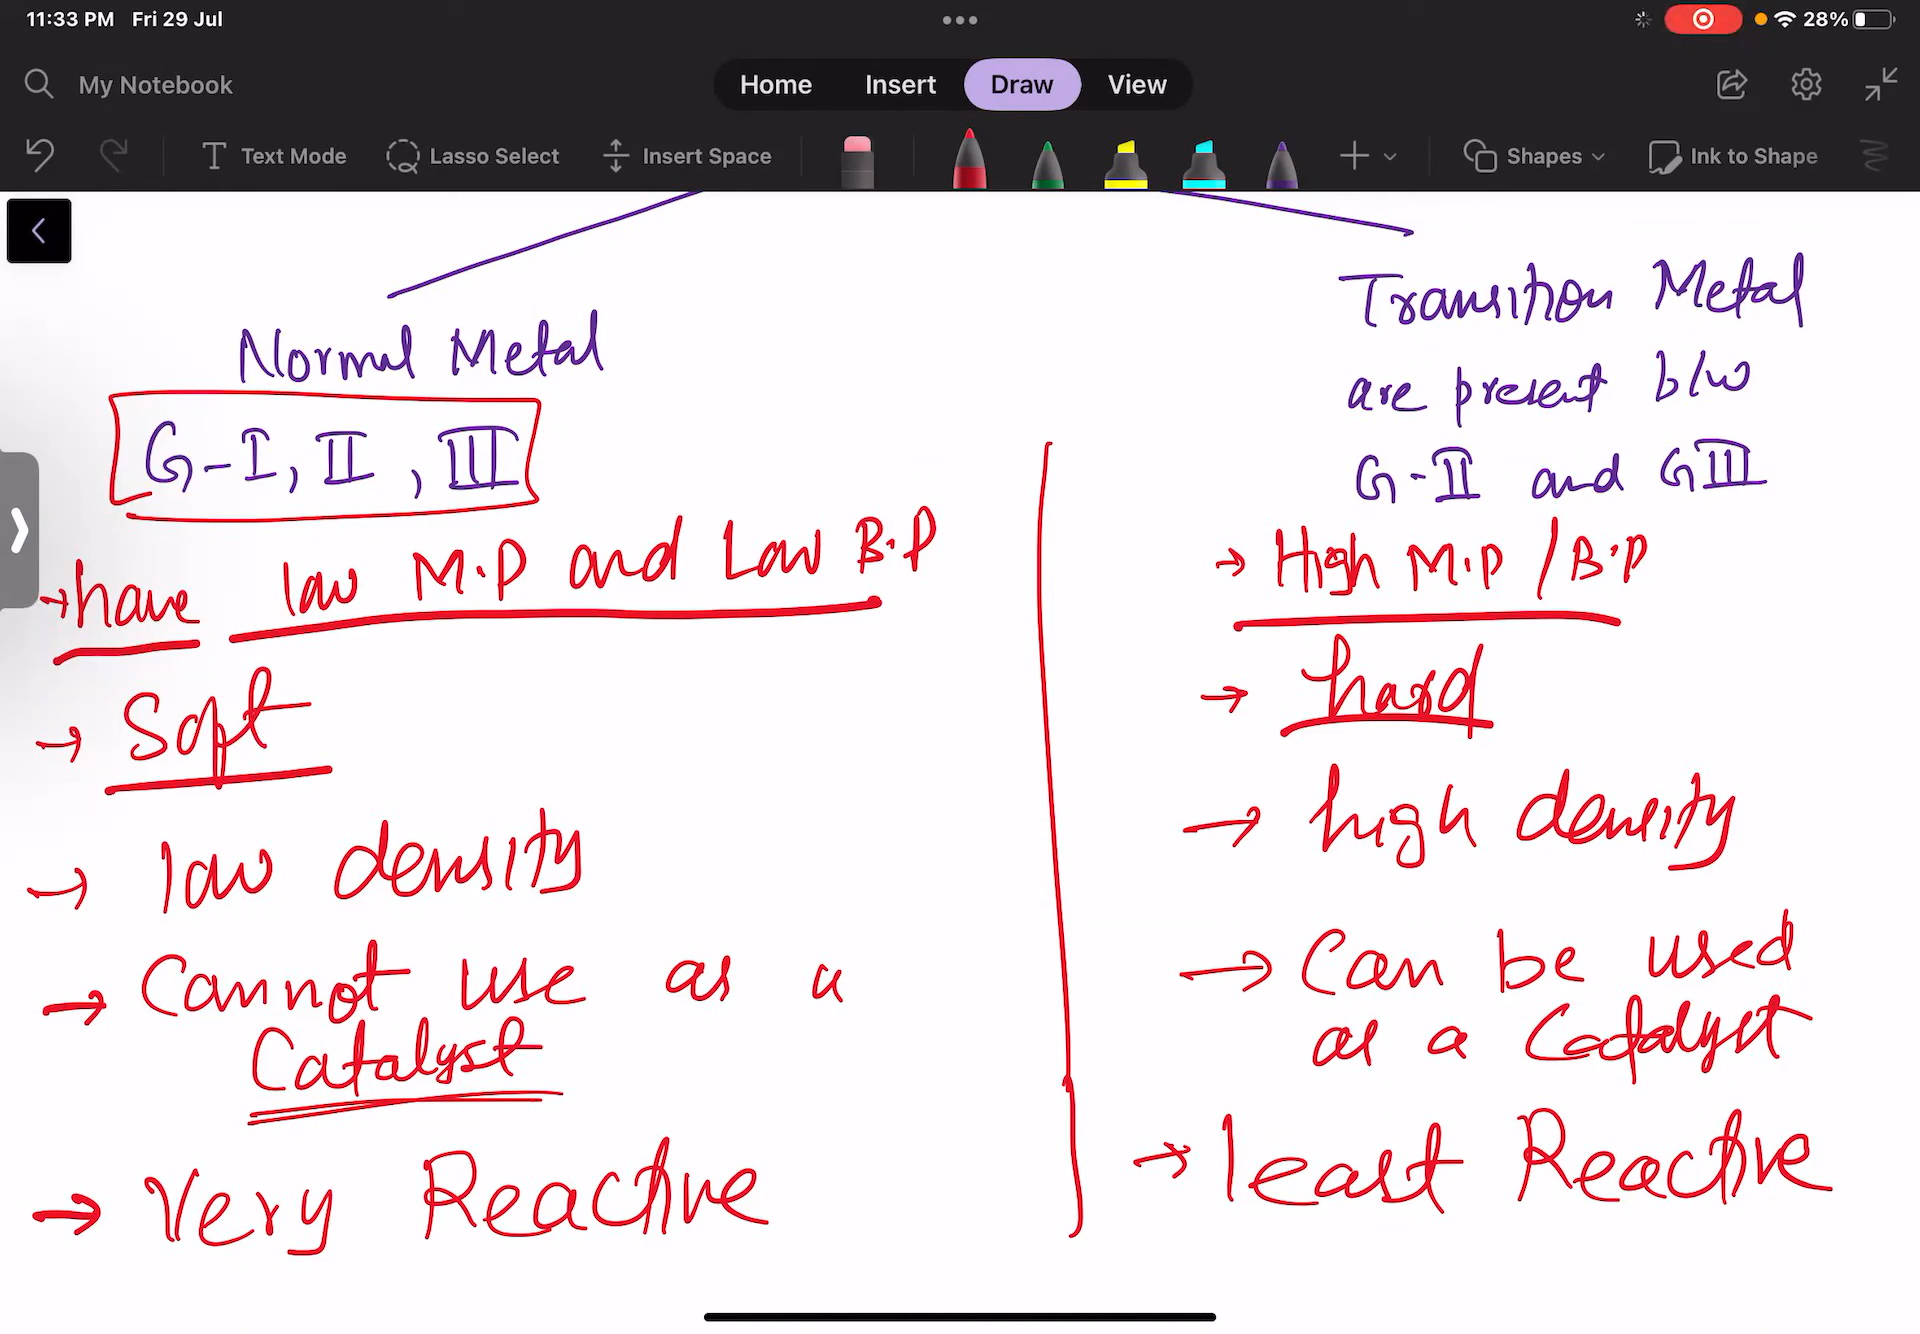 11:33 PM Fri 29 Jul
28%
My Notebook
Home Insert Draw View
Text Mode Lasso Select Insert Space Shapes Ink to Shape
Normal Metal
G-I, II, III
→ have low M.P and Low B.P
→ Soft
→ low density
→ Cannot use as a
Catalyst
→ Very Reactive
Transition Metal
are present b/w
G-II and GIII
→ High M.P / B.P
→ hard
→ high density
→ Can be used
as a Catalyst
→ least Reactive